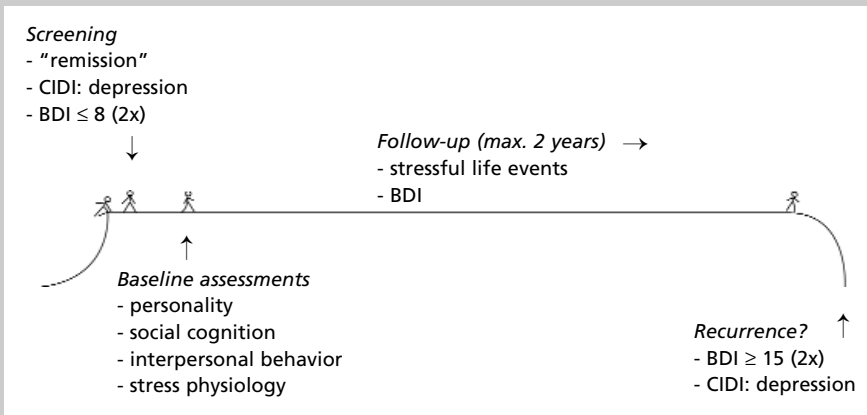 Screening
- “remission”
- CIDI: depression
- BDI ≤ 8 (2x)
↓
Follow-up (max. 2 years) →
- stressful life events
- BDI
↑
Baseline assessments
- personality
- social cognition
- interpersonal behavior
- stress physiology
↑
Recurrence?
- BDI ≥ 15 (2x)
- CIDI: depression